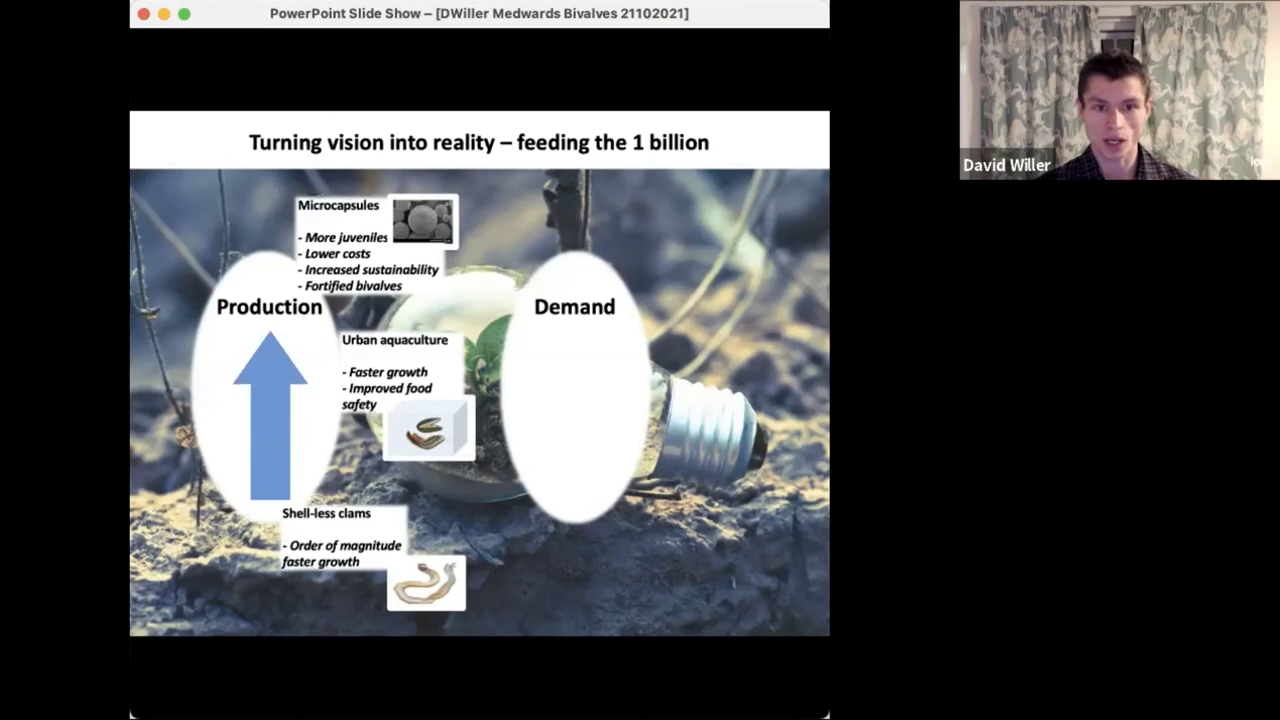 PowerPoint Slide Show – [DWiller Medwards Bivalves 21102021]
Turning vision into reality – feeding the 1 billion
Microcapsules
- More juveniles
- Lower costs
- Increased sustainability
- Fortified bivalves
Production
Demand
Urban aquaculture
- Faster growth
- Improved food
safety
Shell-less clams
- Order of magnitude
faster growth
David Willer